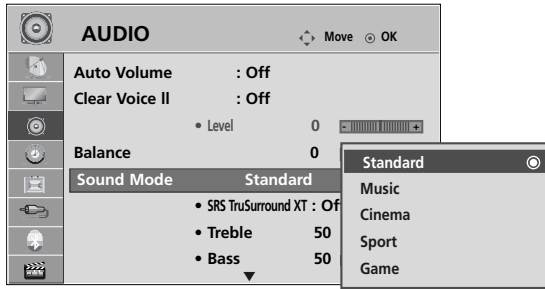 AUDIO Move OK
Auto Volume : Off
Clear Voice ll : Off
• Level 0 - +
Balance 0
Sound Mode Standard
• SRS TruSurround XT : Of
• Treble 50
• Bass 50
Standard
Music
Cinema
Sport
Game